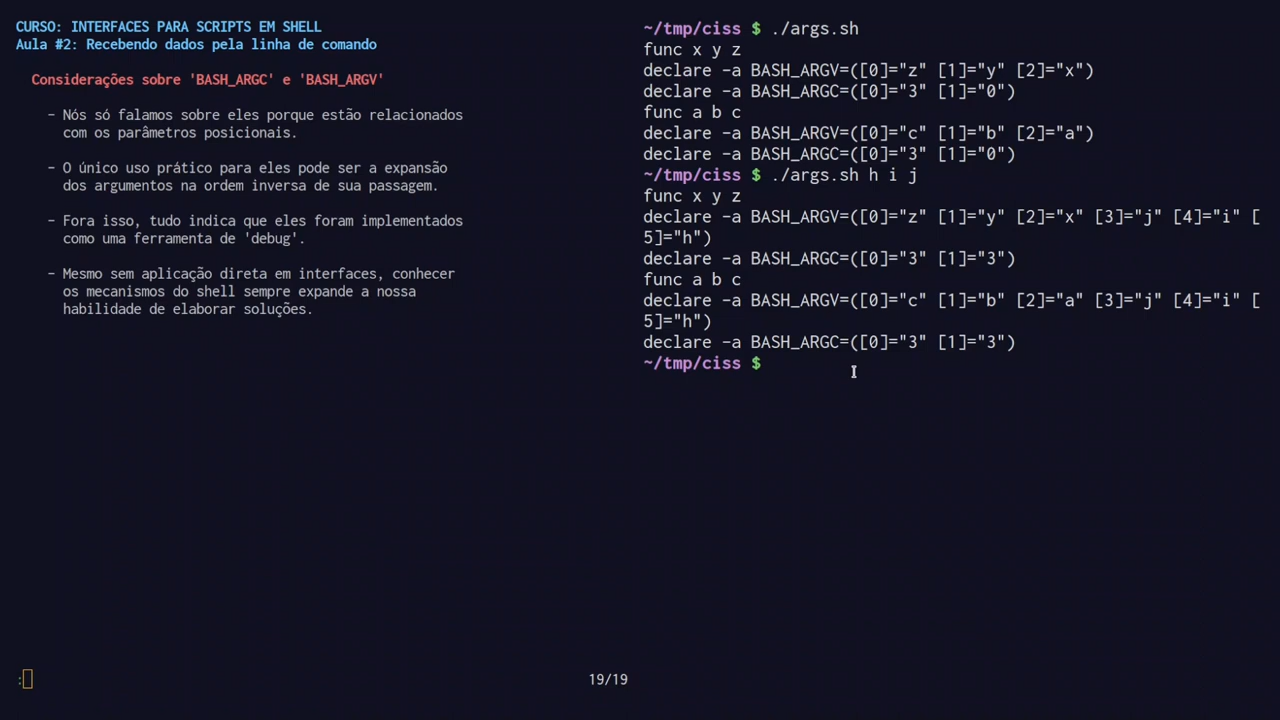 CURSO: INTERFACES PARA SCRIPTS EM SHELL
Aula #2: Recebendo dados pela linha de comando
Considerações sobre 'BASH_ARGC' e 'BASH_ARGV'
– Nós só falamos sobre eles porque estão relacionados
com os parâmetros posicionais.
– O único uso prático para eles pode ser a expansão
dos argumentos na ordem inversa de sua passagem.
– Fora isso, tudo indica que eles foram implementados
como uma ferramenta de 'debug'.
– Mesmo sem aplicação direta em interfaces, conhecer
os mecanismos do shell sempre expande a nossa
habilidade de elaborar soluções.
:
19/19
~/tmp/ciss $ ./args.sh
func x y z
declare -a BASH_ARGV=([0]="z" [1]="y" [2]="x")
declare -a BASH_ARGC=([0]="3" [1]="0")
func a b c
declare -a BASH_ARGV=([0]="c" [1]="b" [2]="a")
declare -a BASH_ARGC=([0]="3" [1]="0")
~/tmp/ciss $ ./args.sh h i j
func x y z
declare -a BASH_ARGV=([0]="z" [1]="y" [2]="x" [3]="j" [4]="i" [
5]="h")
declare -a BASH_ARGC=([0]="3" [1]="3")
func a b c
declare -a BASH_ARGV=([0]="c" [1]="b" [2]="a" [3]="j" [4]="i" [
5]="h")
declare -a BASH_ARGC=([0]="3" [1]="3")
~/tmp/ciss $